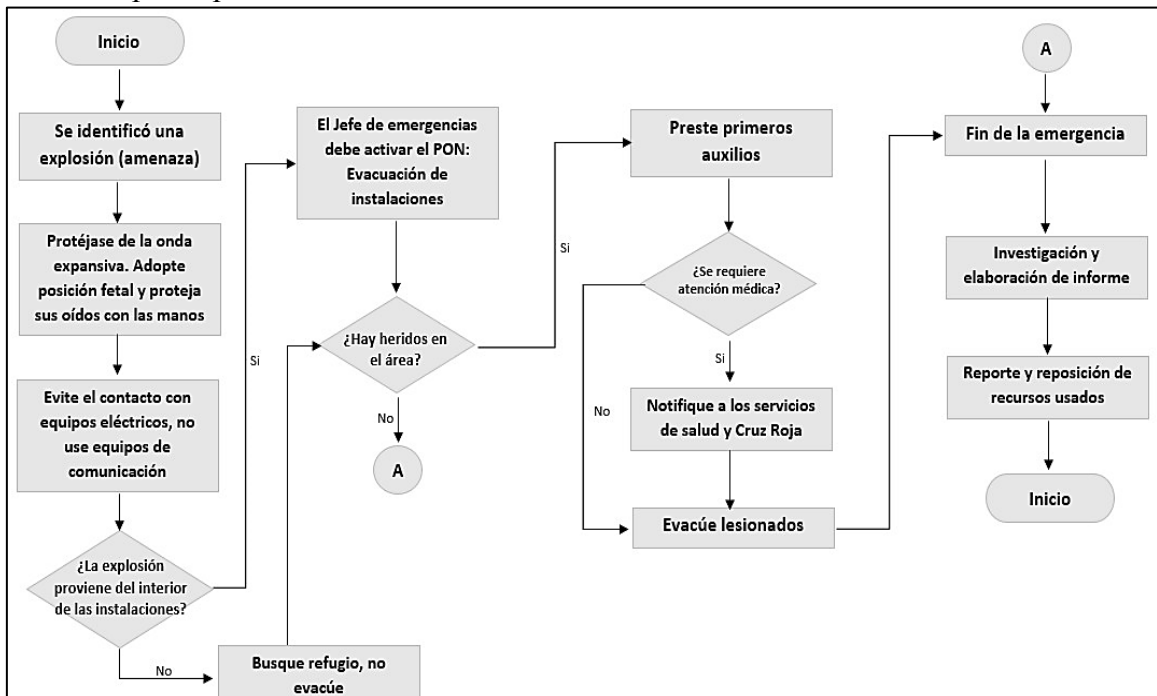 Inicio
Se identificó una
explosión (amenaza)
Protéjase de la onda
expansiva. Adopte
posición fetal y proteja
sus oídos con las manos
Evite el contacto con
equipos eléctricos, no
use equipos de
comunicación
¿La explosión
proviene del interior
de las instalaciones?
No
Busque refugio, no
evacúe
Si
El Jefe de emergencias
debe activar el PON:
Evacuación de
instalaciones
¿Hay heridos en
el área?
No
A
Si
Preste primeros
auxilios
¿Se requiere
atención médica?
Si
No
Notifique a los servicios
de salud y Cruz Roja
Evacúe lesionados
A
Fin de la emergencia
Investigación y
elaboración de informe
Reporte y reposición de
recursos usados
Inicio